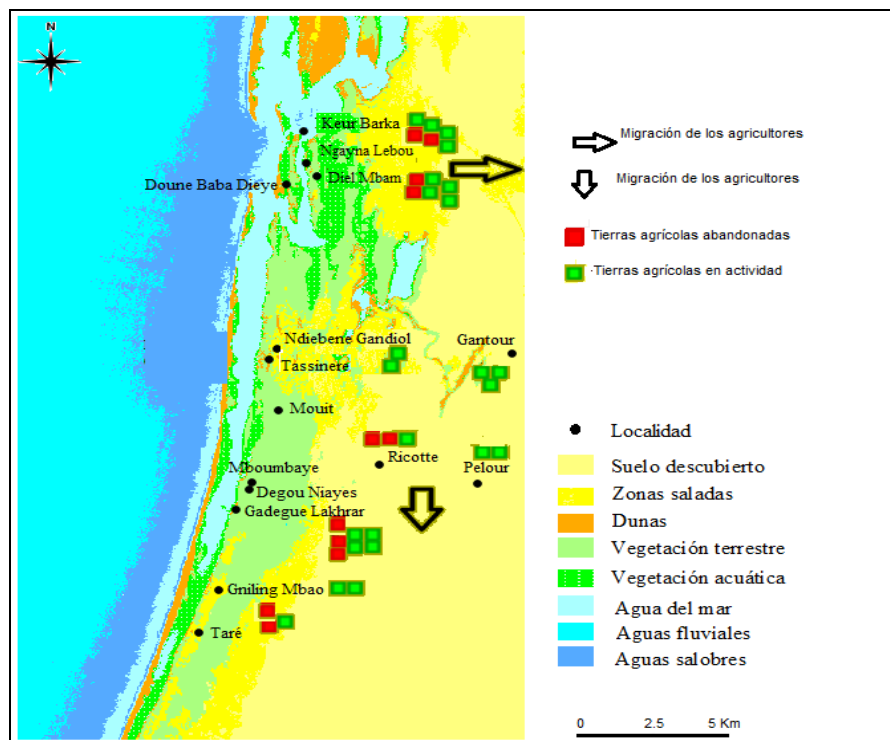 N
Keur Barka
Ngayna Lebou
Diel Mbam
Doune Baba Dieye
Ndiebene Gandiol
Gantour
Tassinere
Mouit
Ricotte
Pelour
Mboumbaye
Degou Niayes
Gadegue Lakhrar
Gniling Mbao
Taré
Migración de los agricultores
Migración de los agricultores
Tierras agrícolas abandonadas
Tierras agrícolas en actividad
Localidad
Suelo descubierto
Zonas saladas
Dunas
Vegetación terrestre
Vegetación acuática
Agua del mar
Aguas fluviales
Aguas salobres
0 2.5 5 Km